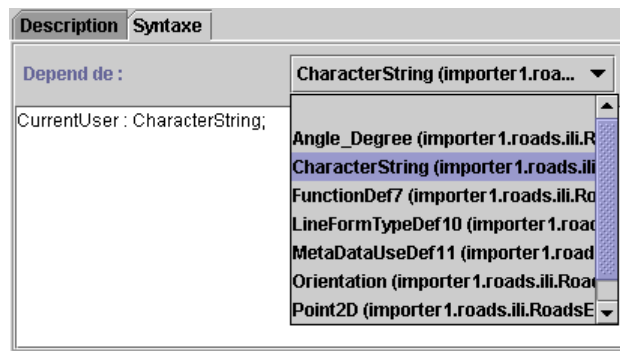 Description Syntaxe
Depend de : CharacterString (importer1.roa...
CurrentUser : CharacterString;
Angle_Degree (importer1.roads.ili.R
CharacterString (importer1.roads.ili
FunctionDef7 (importer1.roads.ili.Ro
LineFormTypeDef10 (importer1.road
MetaDataUseDef11 (importer1.road
Orientation (importer1.roads.ili.Road
Point2D (importer1.roads.ili.RoadsE